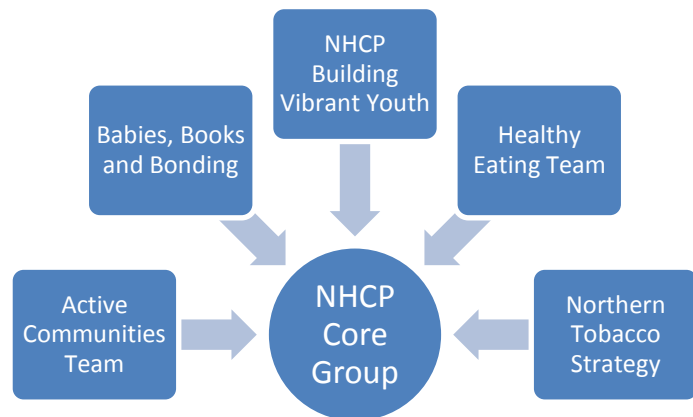 NHCP
Building
Vibrant Youth
Babies, Books
and Bonding
Healthy
Eating Team
Active
Communities
Team
NHCP
Core
Group
Northern
Tobacco
Strategy